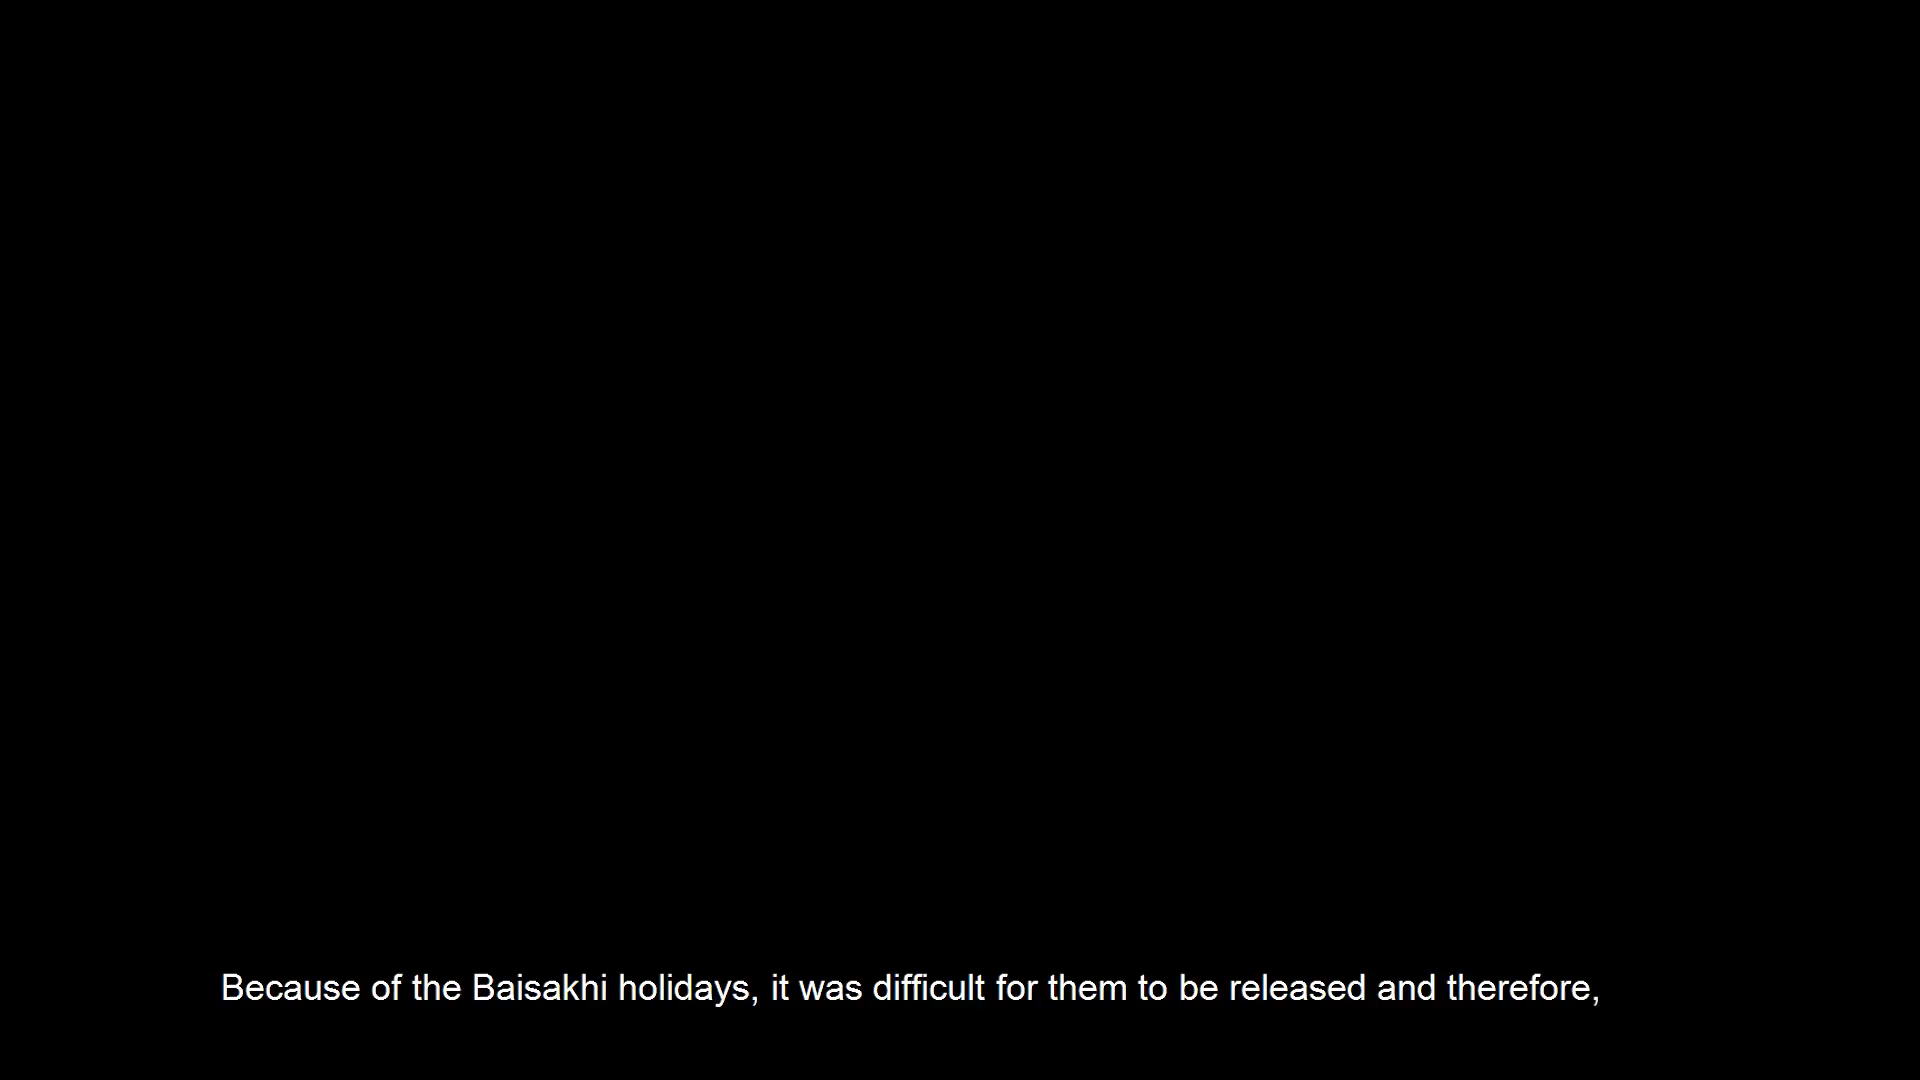 Because of the Baisakhi holidays, it was difficult for them to be released and therefore,